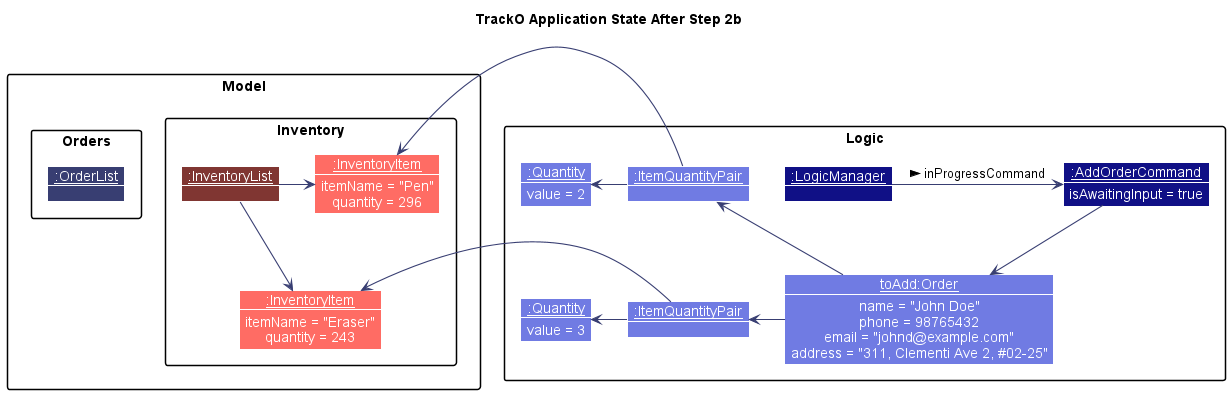 TrackO Application State After Step 2b
Model
Orders
:OrderList
Inventory
:InventoryList
:InventoryItem
itemName = "Pen"
quantity = 296
:InventoryItem
itemName = "Eraser"
quantity = 243
Logic
:Quantity
value = 2
:ItemQuantityPair
:LogicManager
inProgressCommand
:AddOrderCommand
isAwaitingInput = true
:Quantity
value = 3
:ItemQuantityPair
toAdd:Order
name = "John Doe"
phone = 98765432
email = "johnd@example.com"
address = "311, Clementi Ave 2, #02-25"